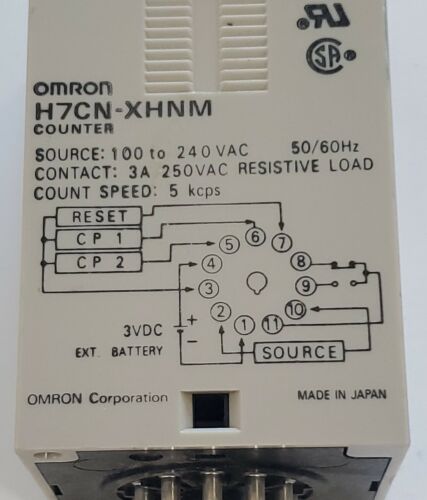 OMRON
H7CN-XHNM
COUNTER
SOURCE: 100 to 240 VAC 50/60Hz
CONTACT: 3A 250VAC RESISTIVE LOAD
COUNT SPEED: 5 kcps
RESET
CP 1
CP 2
6
7
5
8
4
9
3
10
2
1
11
+
3VDC
−
EXT. BATTERY
SOURCE
OMRON Corporation
MADE IN JAPAN